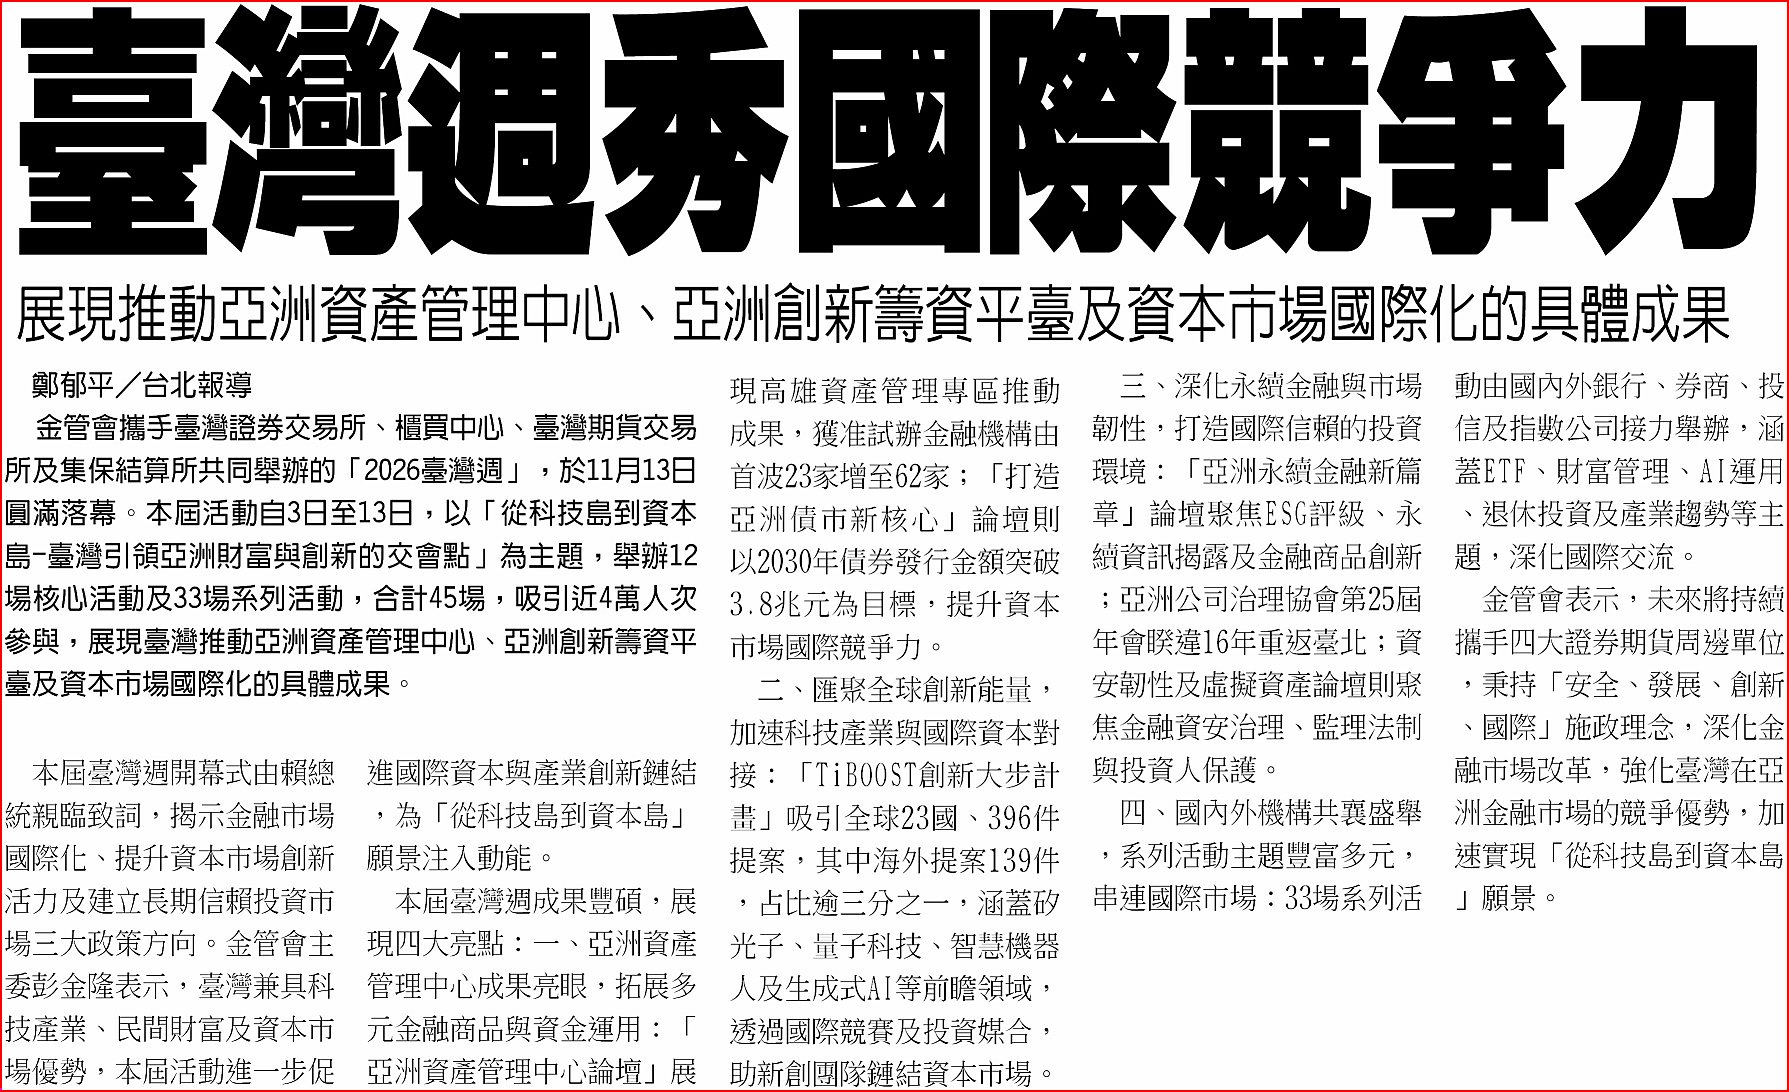 臺灣週秀國際競爭力
展現推動亞洲資產管理中心、亞洲創新籌資平臺及資本市場國際化的具體成果
鄭郁平／台北報導
金管會攜手臺灣證券交易所、櫃買中心、臺灣期貨交易
所及集保結算所共同舉辦的「2026臺灣週」，於11月13日
圓滿落幕。本屆活動自3日至13日，以「從科技島到資本
島-臺灣引領亞洲財富與創新的交會點」為主題，舉辦12
場核心活動及33場系列活動，合計45場，吸引近4萬人次
參與，展現臺灣推動亞洲資產管理中心、亞洲創新籌資平
臺及資本市場國際化的具體成果。
本屆臺灣週開幕式由賴總
統親臨致詞，揭示金融市場
國際化、提升資本市場創新
活力及建立長期信賴投資市
場三大政策方向。金管會主
委彭金隆表示，臺灣兼具科
技產業、民間財富及資本市
場優勢，本屆活動進一步促
進國際資本與產業創新鏈結
，為「從科技島到資本島」
願景注入動能。
本屆臺灣週成果豐碩，展
現四大亮點：一、亞洲資產
管理中心成果亮眼，拓展多
元金融商品與資金運用：「
亞洲資產管理中心論壇」展
現高雄資產管理專區推動
成果，獲准試辦金融機構由
首波23家增至62家；「打造
亞洲債市新核心」論壇則
以2030年債券發行金額突破
3.8兆元為目標，提升資本
市場國際競爭力。
二、匯聚全球創新能量，
加速科技產業與國際資本對
接：「TiBOOST創新大步計
畫」吸引全球23國、396件
提案，其中海外提案139件
，占比逾三分之一，涵蓋矽
光子、量子科技、智慧機器
人及生成式AI等前瞻領域，
透過國際競賽及投資媒合，
助新創團隊鏈結資本市場。
三、深化永續金融與市場
韌性，打造國際信賴的投資
環境：「亞洲永續金融新篇
章」論壇聚焦ESG評級、永
續資訊揭露及金融商品創新
；亞洲公司治理協會第25屆
年會睽違16年重返臺北；資
安韌性及虛擬資產論壇則聚
焦金融資安治理、監理法制
與投資人保護。
四、國內外機構共襄盛舉
，系列活動主題豐富多元，
串連國際市場：33場系列活
動由國內外銀行、券商、投
信及指數公司接力舉辦，涵
蓋ETF、財富管理、AI運用
、退休投資及產業趨勢等主
題，深化國際交流。
金管會表示，未來將持續
攜手四大證券期貨周邊單位
，秉持「安全、發展、創新
、國際」施政理念，深化金
融市場改革，強化臺灣在亞
洲金融市場的競爭優勢，加
速實現「從科技島到資本島
」願景。